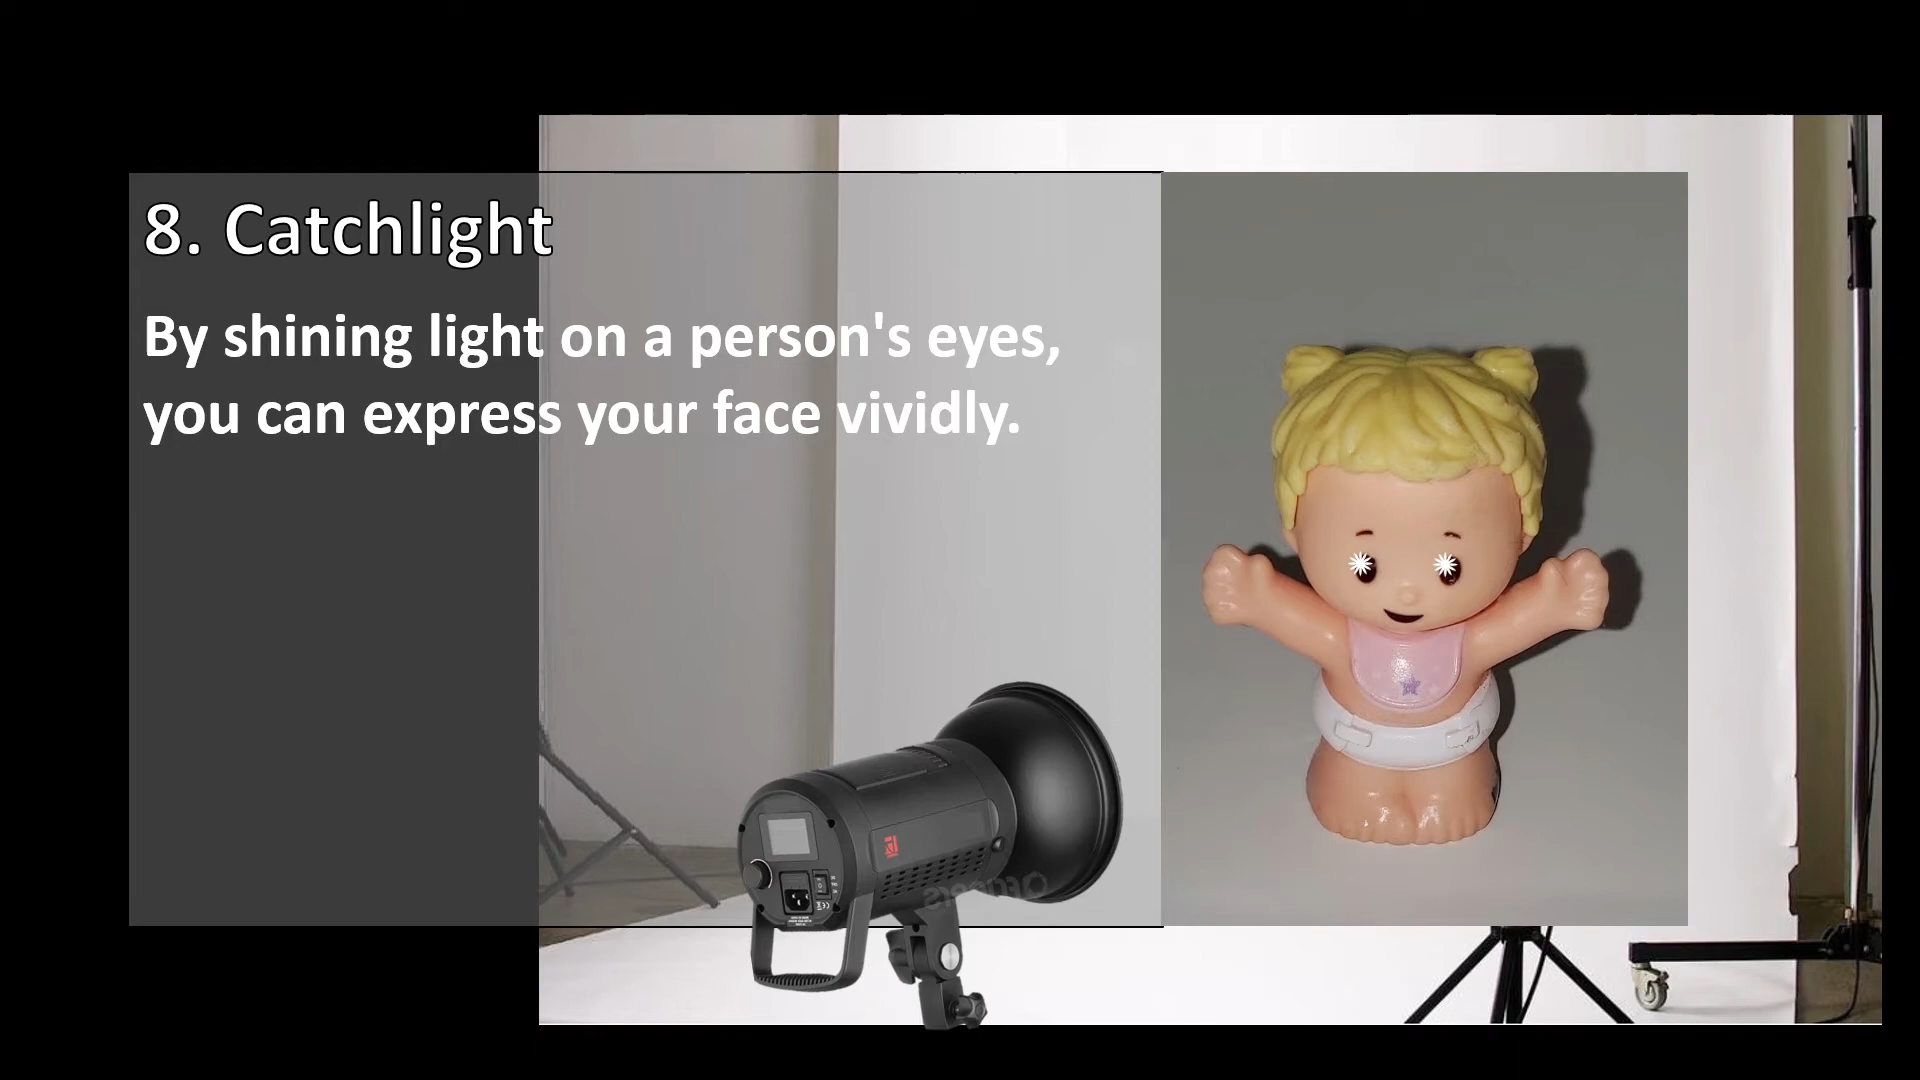 8. Catchlight
By shining light on a person's eyes,
you can express your face vividly.